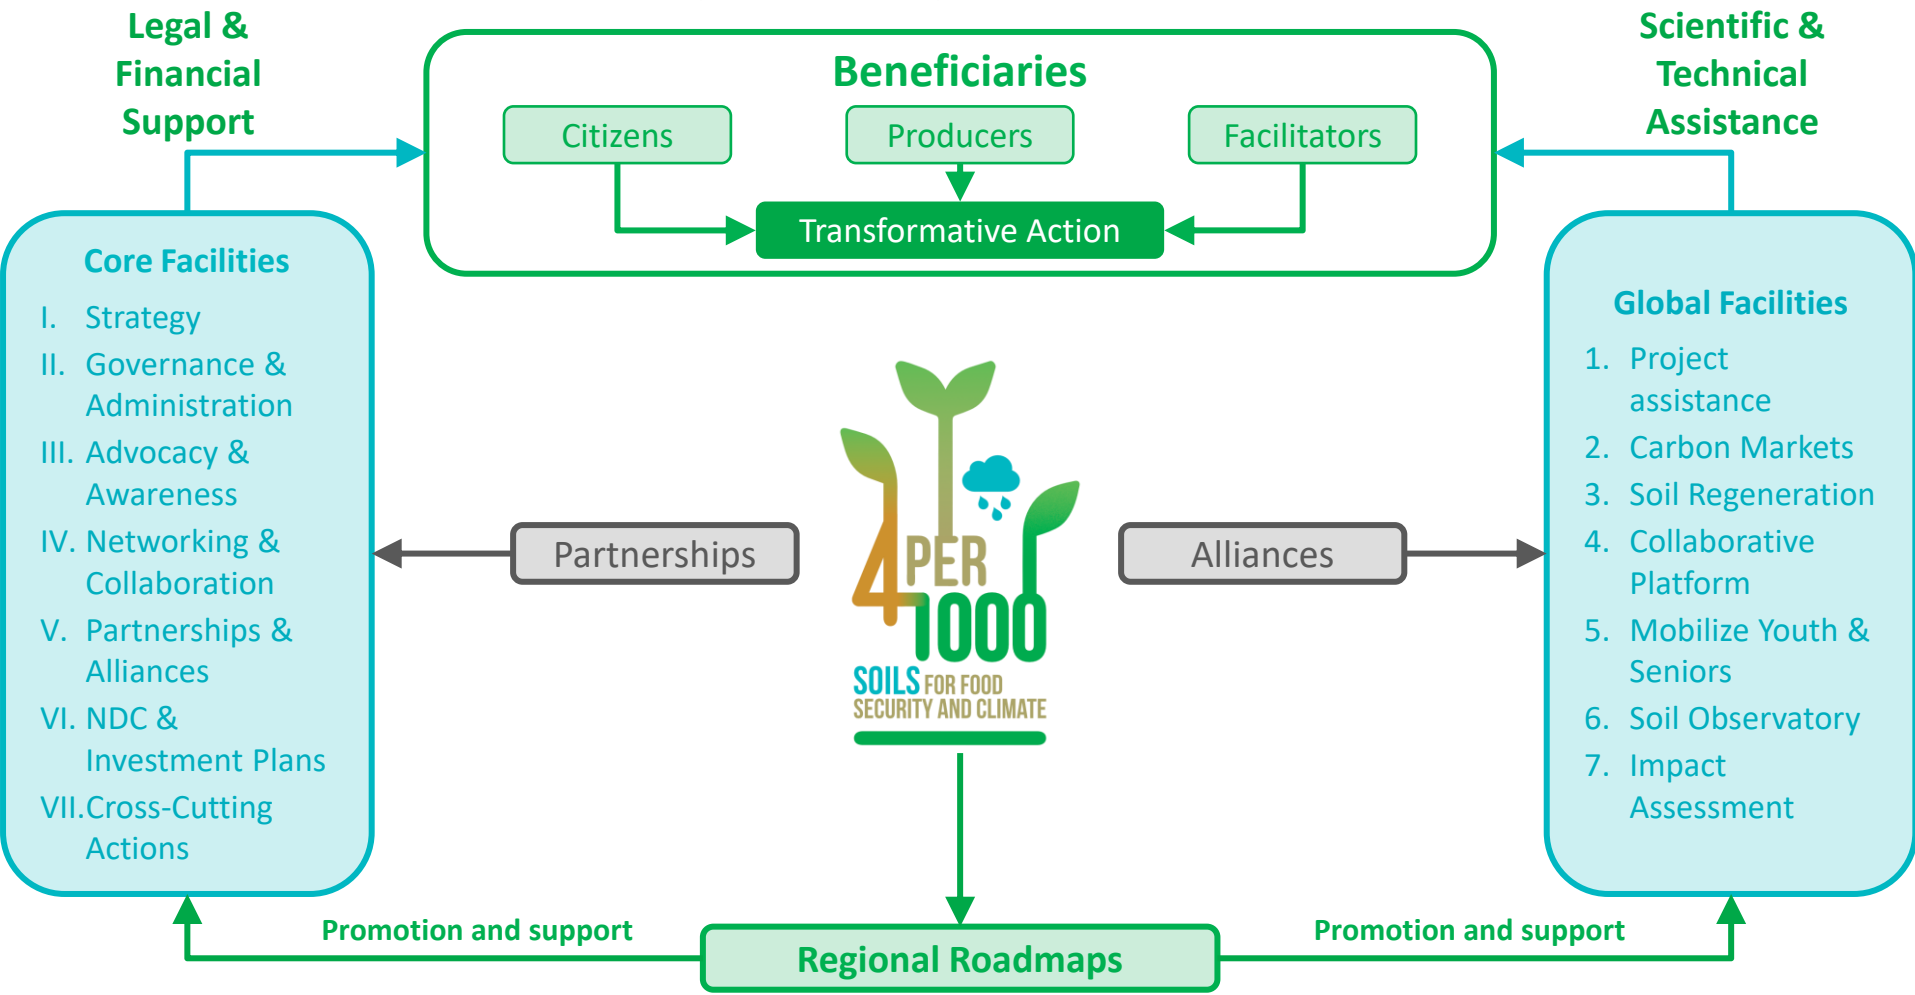 Legal &
Financial
Support
Beneficiaries
Citizens
Producers
Facilitators
Transformative Action
Scientific &
Technical
Assistance
Core Facilities
I. Strategy
II. Governance &
Administration
III. Advocacy &
Awareness
IV. Networking &
Collaboration
V. Partnerships &
Alliances
VI. NDC &
Investment Plans
VII.Cross-Cutting
Actions
Partnerships
4 PER
1000
SOILS FOR FOOD
SECURITY AND CLIMATE
Alliances
Global Facilities
1. Project
assistance
2. Carbon Markets
3. Soil Regeneration
4. Collaborative
Platform
5. Mobilize Youth &
Seniors
6. Soil Observatory
7. Impact
Assessment
Promotion and support
Regional Roadmaps
Promotion and support